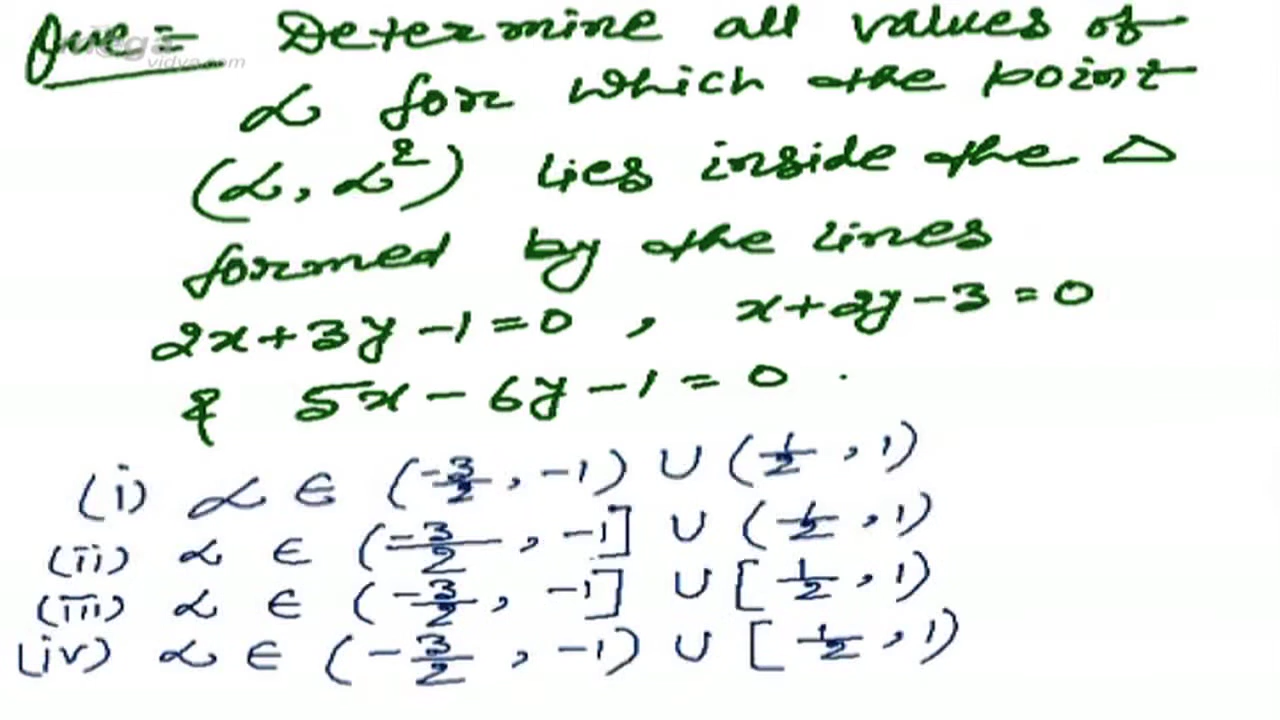 Que:- Determine all values of
α for which the point
(α, α²) lies inside the Δ
formed by the lines
2x+3y-1=0 , x+2y-3=0
& 5x-6y-1=0 .
(i) α ∈ (-3/2, -1) ∪ (1/2, 1)
(ii) α ∈ (-3/2, -1] ∪ (1/2, 1)
(iii) α ∈ (-3/2, -1] ∪ [1/2, 1)
(iv) α ∈ (-3/2, -1) ∪ [1/2, 1)
vidya.com